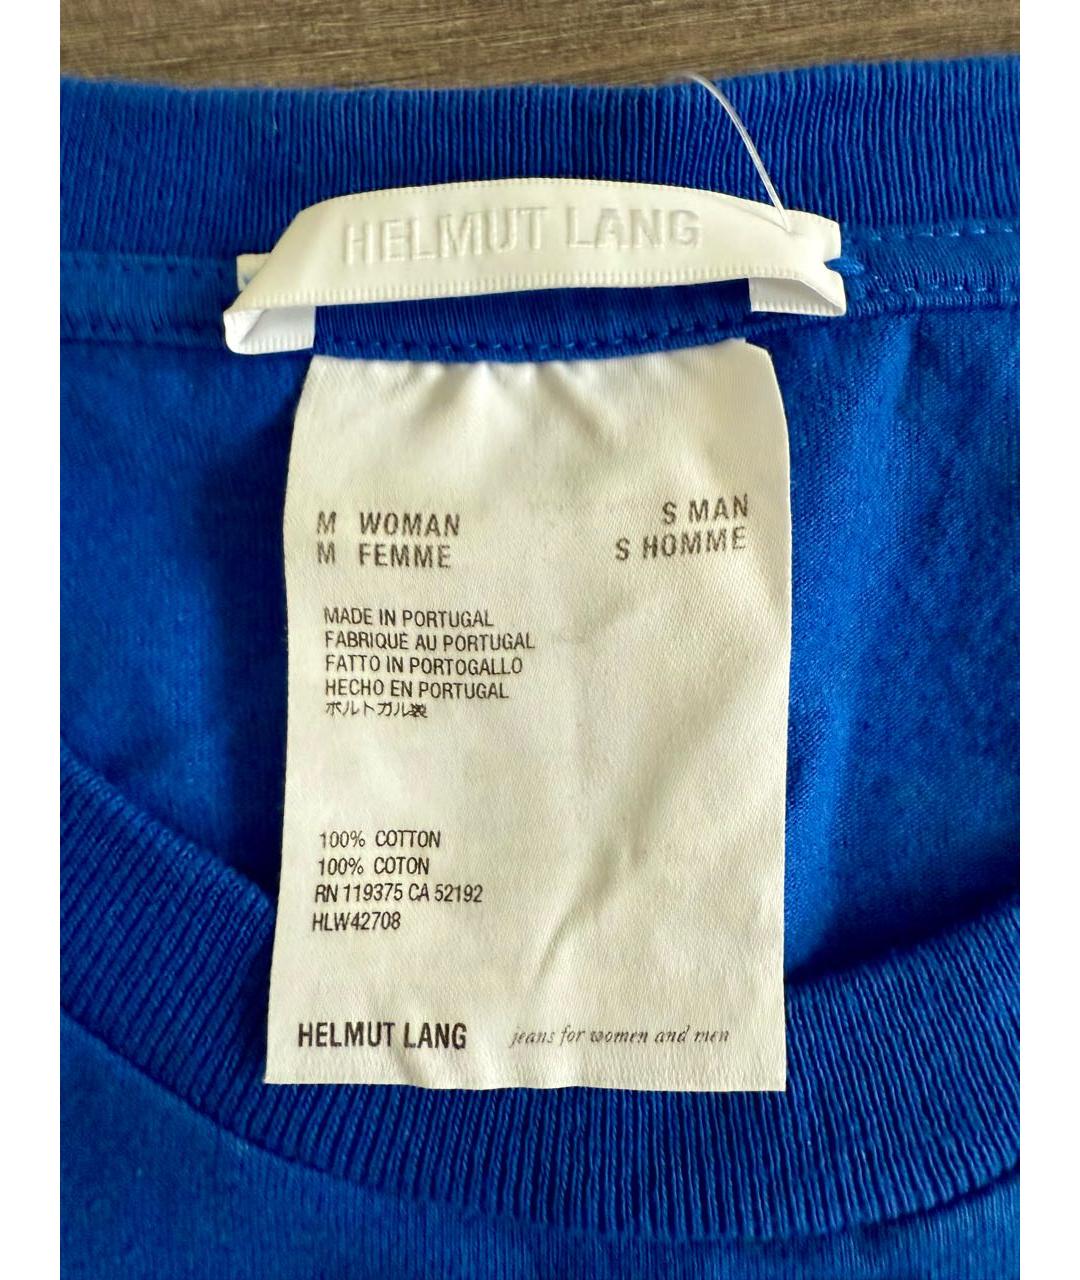 HELMUT LANG
M WOMAN S MAN
M FEMME S HOMME
MADE IN PORTUGAL
FABRIQUE AU PORTUGAL
FATTO IN PORTOGALLO
HECHO EN PORTUGAL
ポルトガル製
100% COTTON
100% COTON
RN 119375 CA 52192
HLW42708
HELMUT LANG jeans for women and men